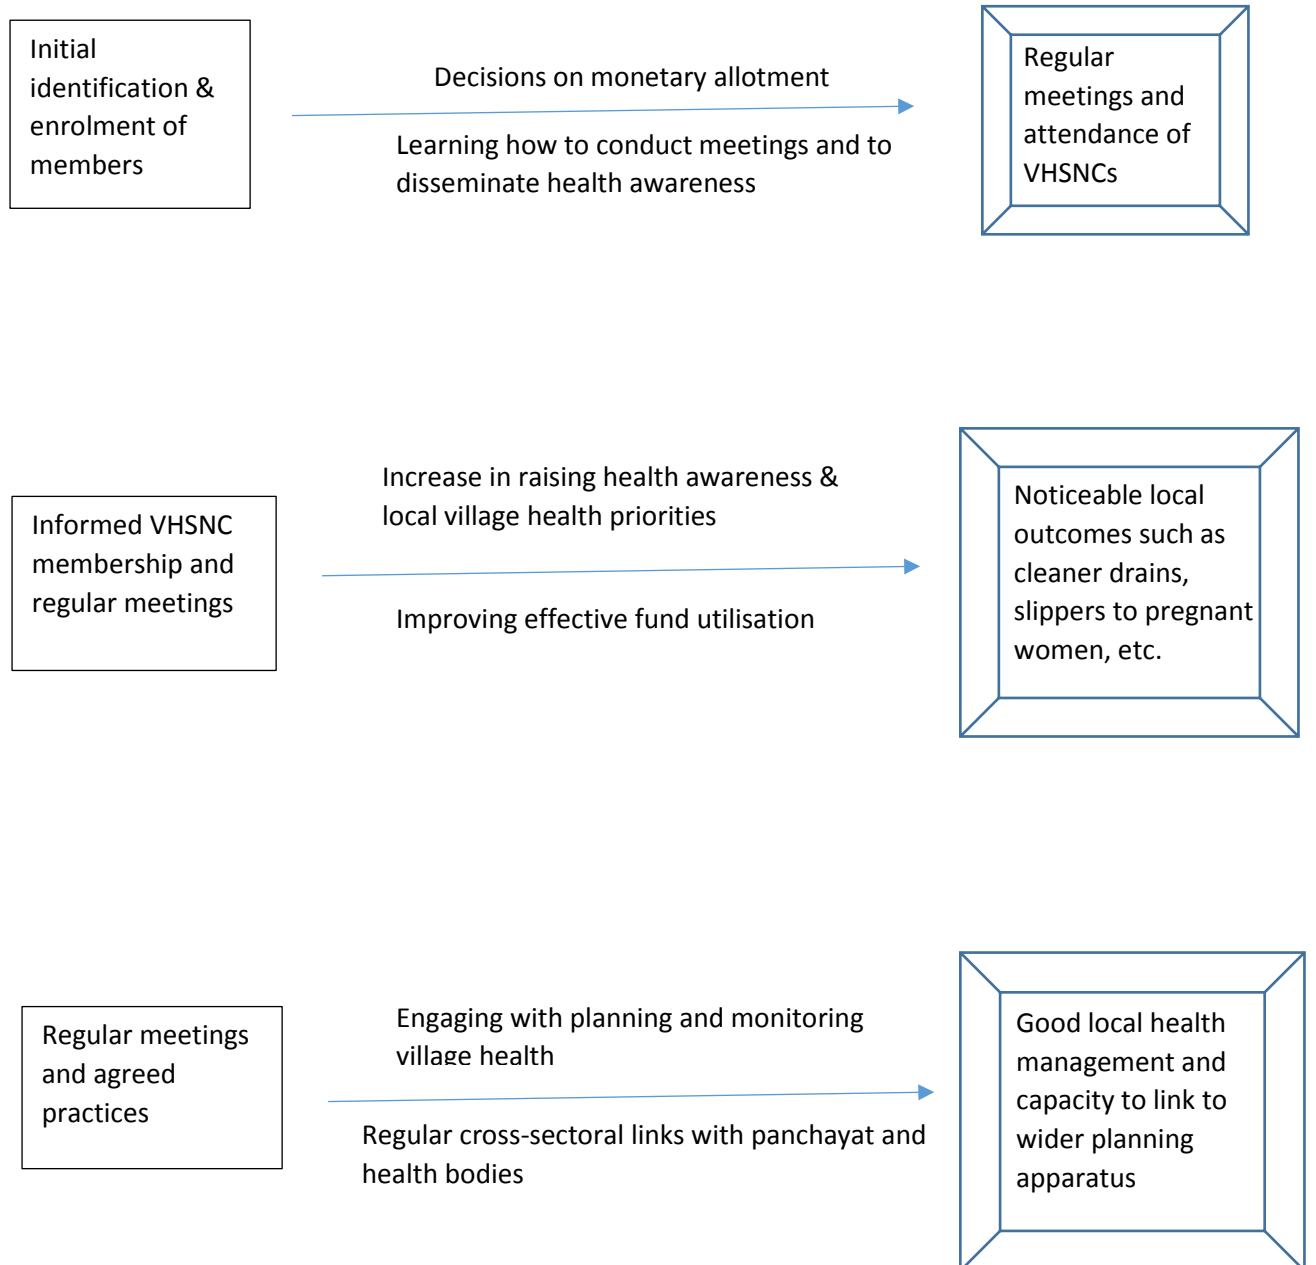 Initial
identification &
enrolment of
members
Decisions on monetary allotment
Learning how to conduct meetings and to
disseminate health awareness
Regular
meetings and
attendance of
VHSNCs
Informed VHSNC
membership and
regular meetings
Increase in raising health awareness &
local village health priorities
Improving effective fund utilisation
Noticeable local
outcomes such as
cleaner drains,
slippers to pregnant
women, etc.
Regular meetings
and agreed
practices
Engaging with planning and monitoring
village health
Regular cross-sectoral links with panchayat and
health bodies
Good local health
management and
capacity to link to
wider planning
apparatus